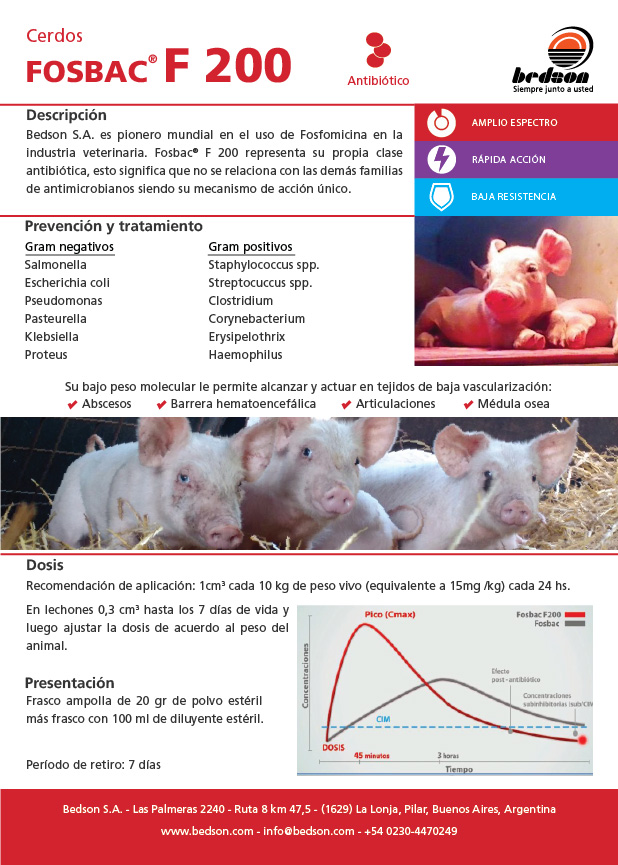 Cerdos
FOSBAC® F 200
Antibiótico
bedson
Siempre junto a usted
Descripción
Bedson S.A. es pionero mundial en el uso de Fosfomicina en la
industria veterinaria. Fosbac® F 200 representa su propia clase
antibiótica, esto significa que no se relaciona con las demás familias
de antimicrobianos siendo su mecanismo de acción único.
AMPLIO ESPECTRO
RÁPIDA ACCIÓN
BAJA RESISTENCIA
Prevención y tratamiento
Gram negativos
Salmonella
Escherichia coli
Pseudomonas
Pasteurella
Klebsiella
Proteus
Gram positivos
Staphylococcus spp.
Streptocuccus spp.
Clostridium
Corynebacterium
Erysipelothrix
Haemophilus
Su bajo peso molecular le permite alcanzar y actuar en tejidos de baja vascularización:
Abscesos Barrera hematoencefálica Articulaciones Médula osea
Dosis
Recomendación de aplicación: 1cm³ cada 10 kg de peso vivo (equivalente a 15mg /kg) cada 24 hs.
En lechones 0,3 cm³ hasta los 7 días de vida y
luego ajustar la dosis de acuerdo al peso del
animal.
Presentación
Frasco ampolla de 20 gr de polvo estéril
más frasco con 100 ml de diluyente estéril.
Período de retiro: 7 días
Pico (Cmax)
Fosbac F200
Fosbac
Concentraciones
Efecto
post-antibiótico
Concentraciones
subinhibitorias (sub/CIM
CIM
DOSIS
45 minutos
3 horas
Tiempo
Bedson S.A. - Las Palmeras 2240 - Ruta 8 km 47,5 - (1629) La Lonja, Pilar, Buenos Aires, Argentina
www.bedson.com - info@bedson.com - +54 0230-4470249